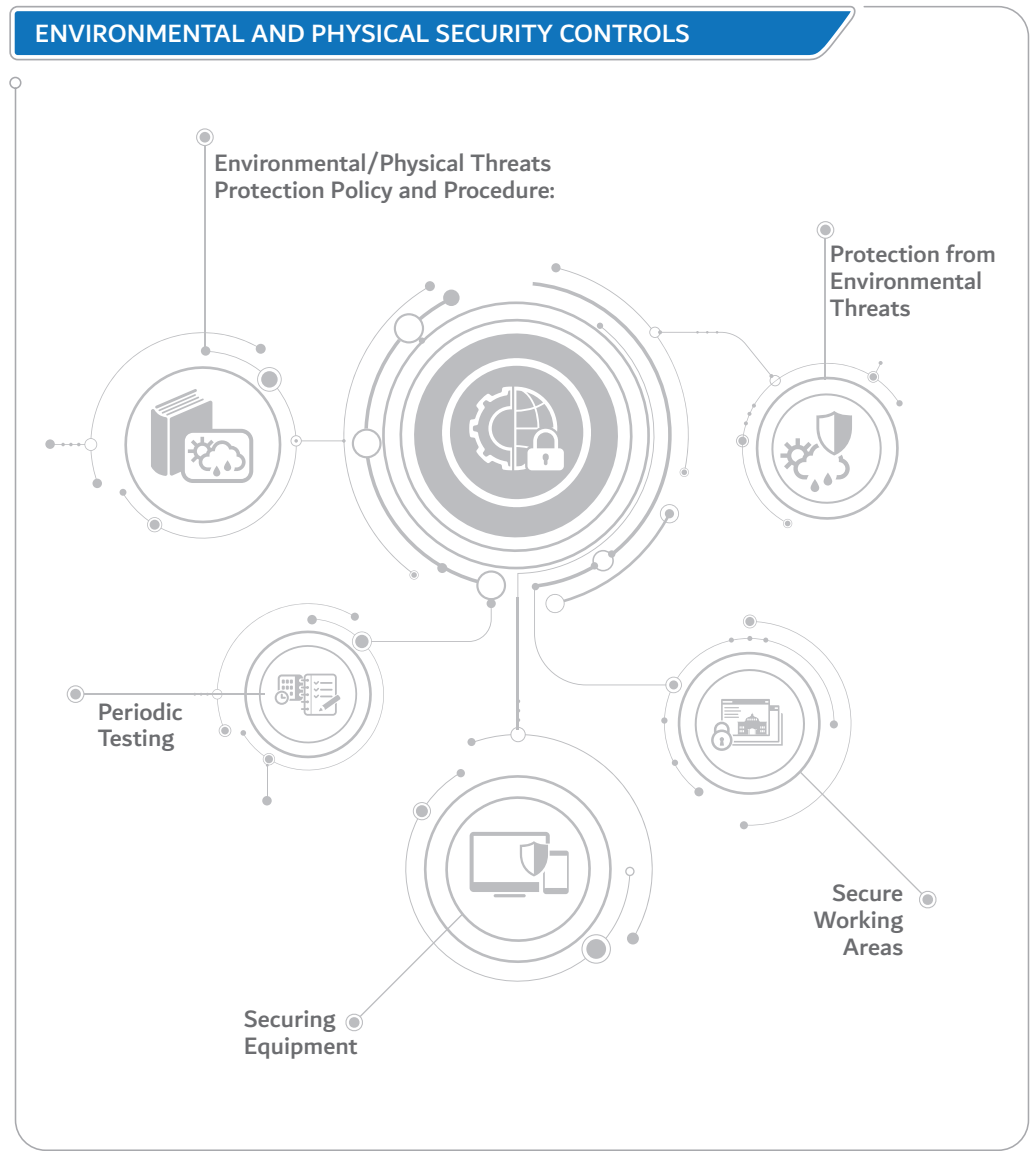 ENVIRONMENTAL AND PHYSICAL SECURITY CONTROLS
Environmental/Physical Threats
Protection Policy and Procedure:
Protection from
Environmental
Threats
Periodic
Testing
Secure
Working
Areas
Securing
Equipment